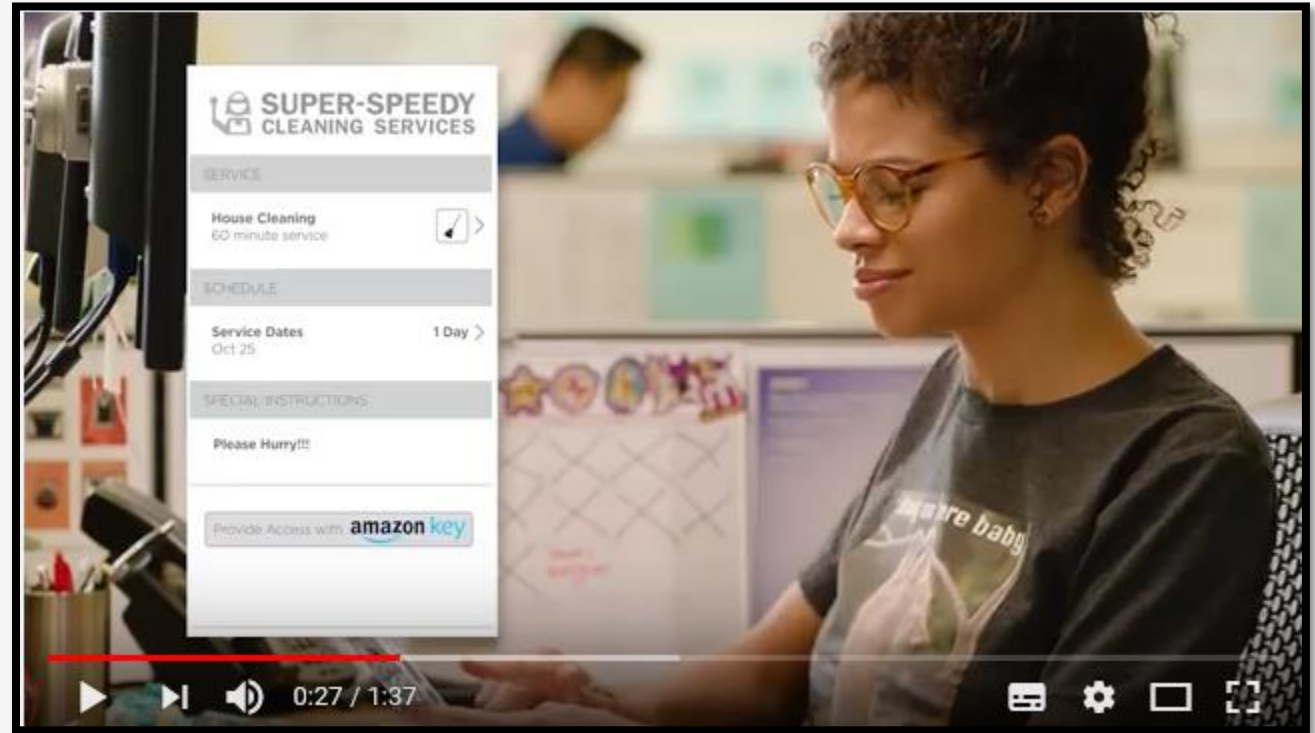 SUPER-SPEEDY
CLEANING SERVICES
SERVICE
House Cleaning
60 minute service
SCHEDULE
Service Dates
1 Day
Oct 25
SPECIAL INSTRUCTIONS
Please Hurry!!!
Provide Access with amazon key
baby
0:27 / 1:37